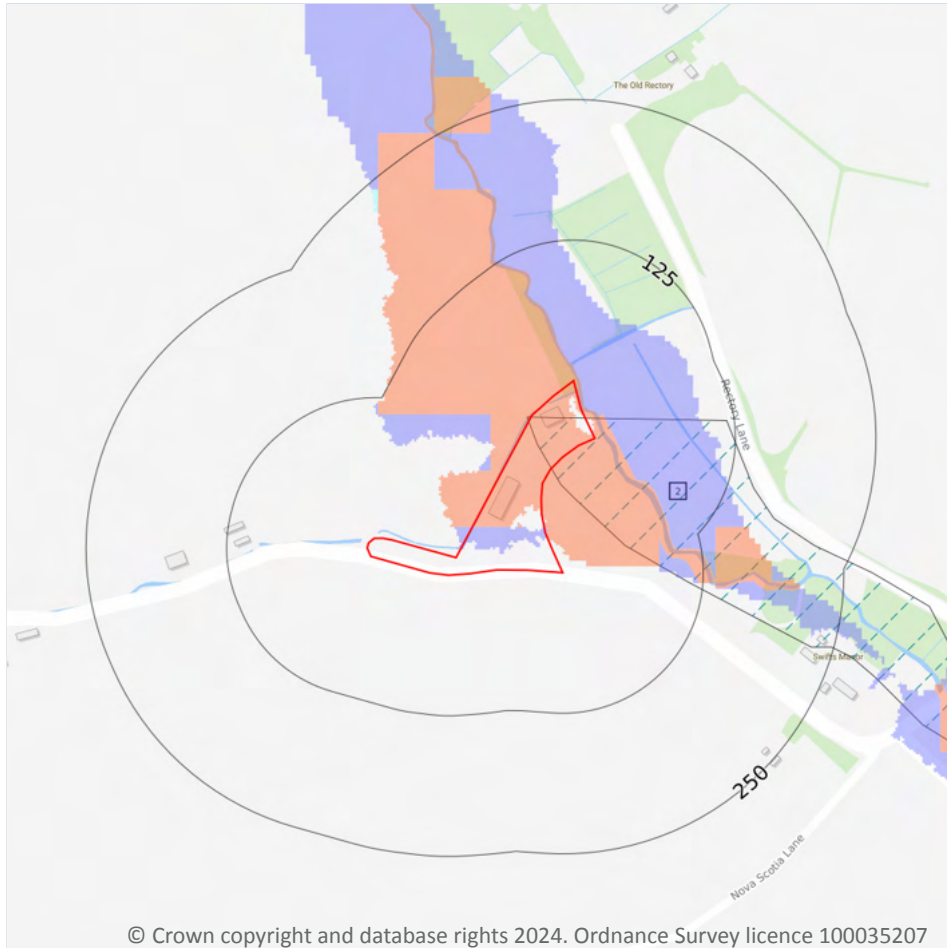 The Old Rectory
125
Rectory Lane
2
Swifts Manor
250
Nova Scotia Lane
© Crown copyright and database rights 2024. Ordnance Survey licence 100035207